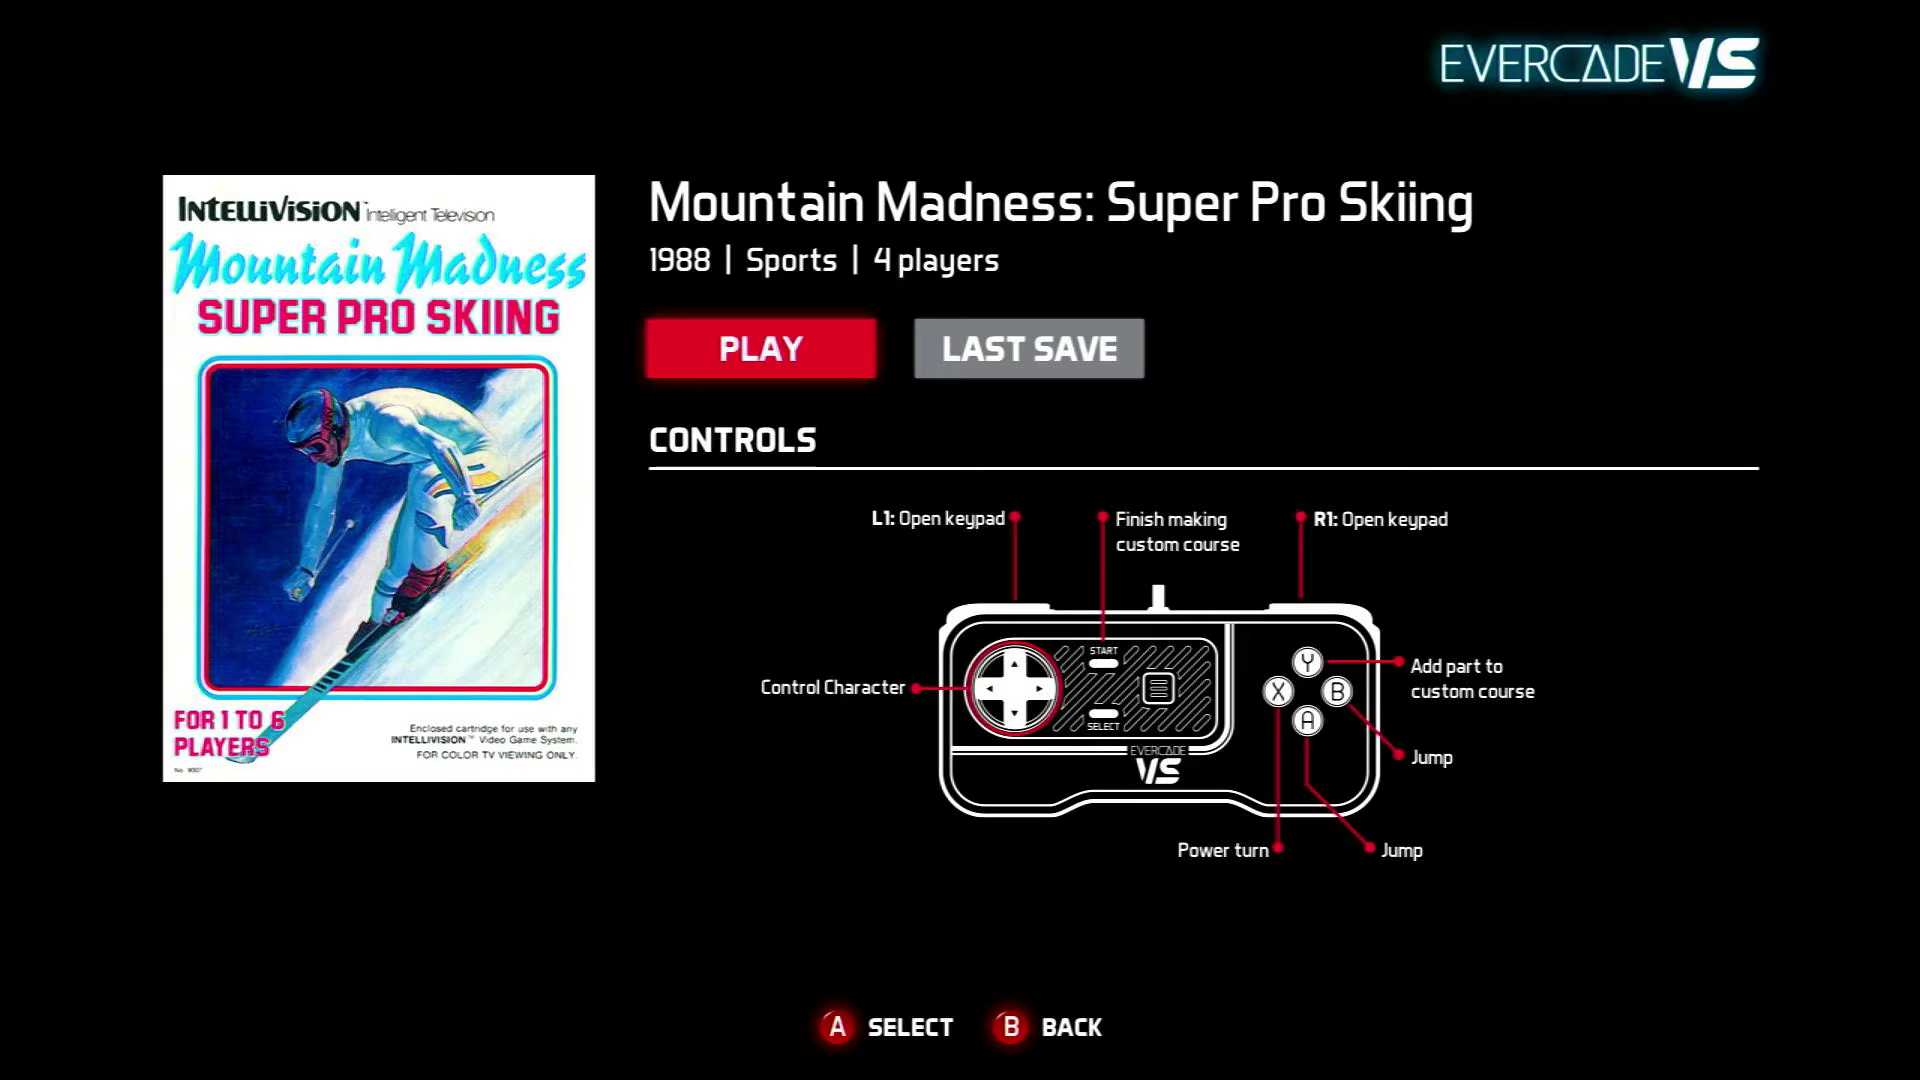 EVERCADE VS
INTELLIVISION™ Intelligent Television
Mountain Madness
SUPER PRO SKIING
FOR 1 TO 6
PLAYERS
No. 9007
Enclosed cartridge for use with any
INTELLIVISION™ Video Game System.
FOR COLOR TV VIEWING ONLY.
Mountain Madness: Super Pro Skiing
1988 | Sports | 4 players
PLAY
LAST SAVE
CONTROLS
L1: Open keypad
Finish making
custom course
R1: Open keypad
Control Character
START
SELECT
EVERCADE
VS
Y
X
B
A
Add part to
custom course
Jump
Power turn
Jump
A SELECT
B BACK